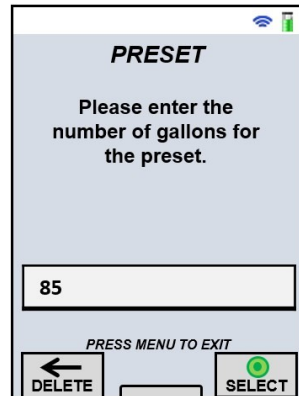 PRESET
Please enter the
number of gallons for
the preset.
85
PRESS MENU TO EXIT
DELETE
SELECT